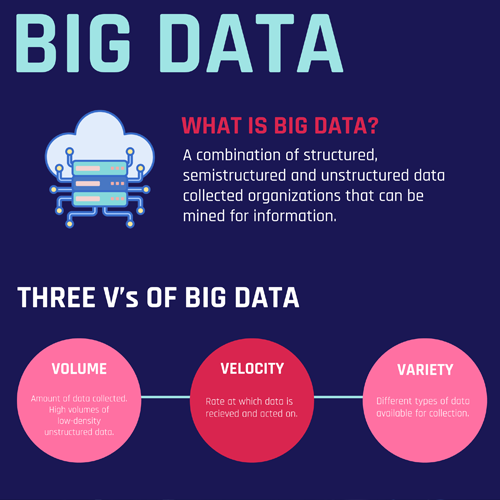 BIG DATA
WHAT IS BIG DATA?
A combination of structured,
semistructured and unstructured data
collected organizations that can be
mined for information.
THREE V's OF BIG DATA
VOLUME
Amount of data collected.
High volumes of
low-density
unstructured data.
VELOCITY
Rate at which data is
recieved and acted on.
VARIETY
Different types of data
available for collection.